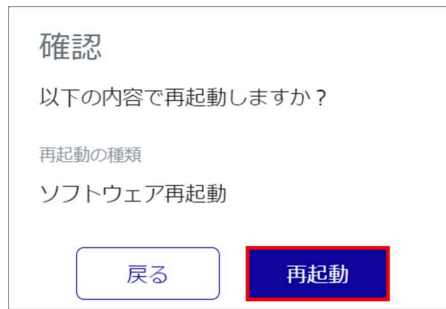 確認
以下の内容で再起動しますか？
再起動の種類
ソフトウェア再起動
戻る
再起動